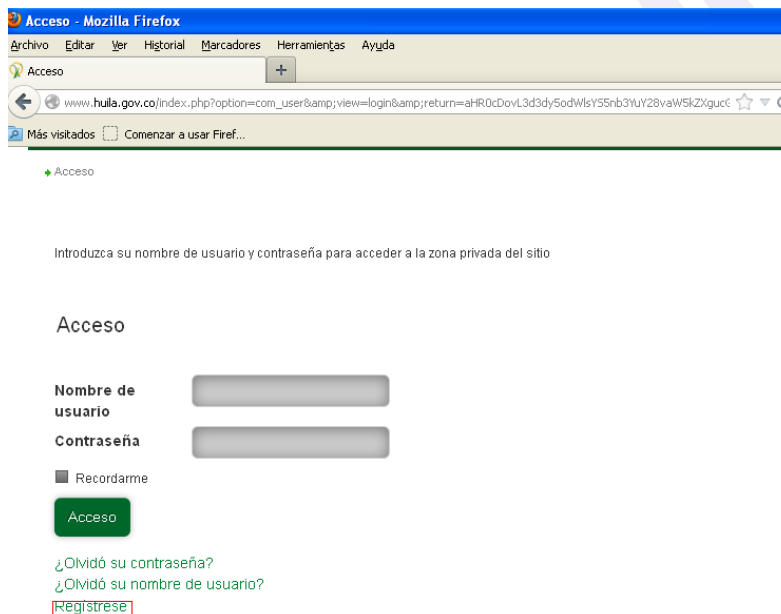 Acceso - Mozilla Firefox
Archivo Editar Ver Historial Marcadores Herramientas Ayuda
Acceso +
www.huila.gov.co/index.php?option=com_user&amp;view=login&amp;return=
Más visitados Comenzar a usar Firef...
Acceso
Introduzca su nombre de usuario y contraseña para acceder a la zona privada del sitio
Acceso
Nombre de
usuario
Contraseña
Recordarme
Acceso
¿Olvidó su contraseña?
¿Olvidó su nombre de usuario?
Regístrese